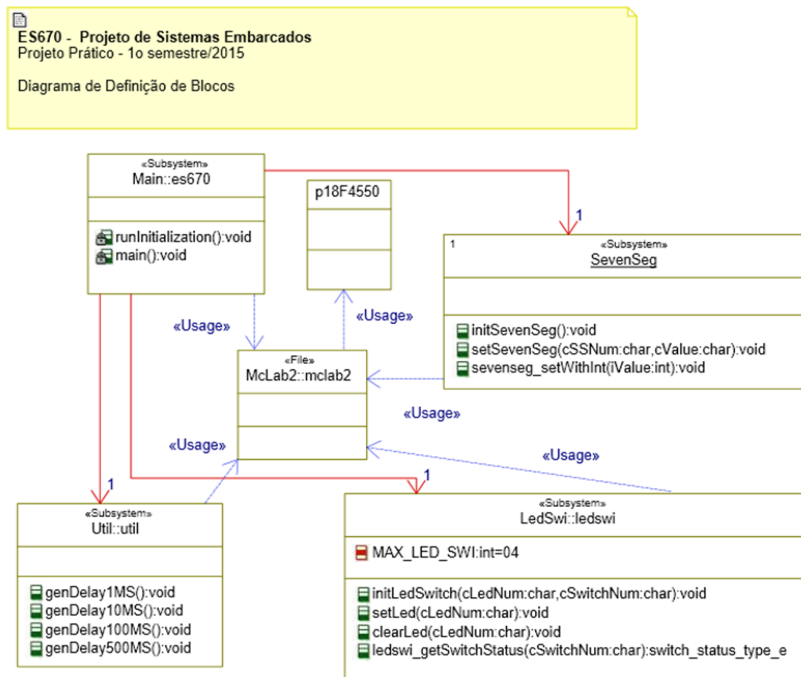 ES670 - Projeto de Sistemas Embarcados
Projeto Prático - 1o semestre/2015
Diagrama de Definição de Blocos
«Subsystem»
Main::es670
runInitialization():void
main():void
p18F4550
1
1
«Subsystem»
SevenSeg
initSevenSeg():void
setSevenSeg(cSSNum:char,cValue:char):void
sevenseg_setWithInt(iValue:int):void
«Usage»
«Usage»
«File»
McLab2::mclab2
«Usage»
«Usage»
«Usage»
1
«Subsystem»
Util::util
genDelay1MS():void
genDelay10MS():void
genDelay100MS():void
genDelay500MS():void
1
«Subsystem»
LedSwi::ledswi
MAX_LED_SWI:int=04
initLedSwitch(cLedNum:char,cSwitchNum:char):void
setLed(cLedNum:char):void
clearLed(cLedNum:char):void
ledswi_getSwitchStatus(cSwitchNum:char):switch_status_type_e